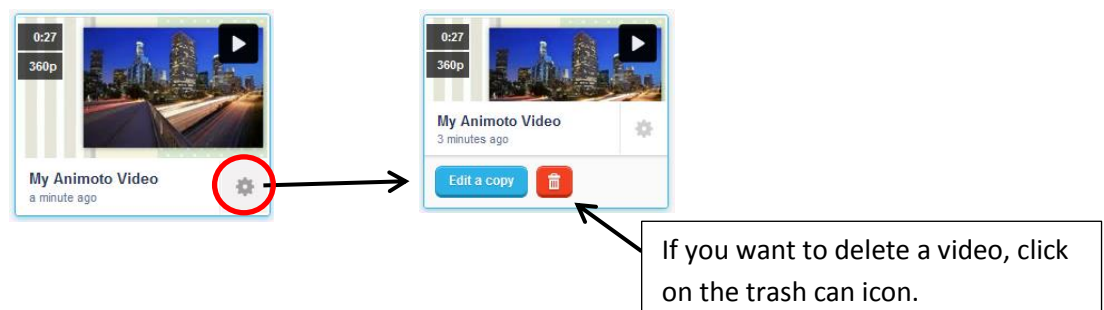 0:27
360p
My Animoto Video
a minute ago
0:27
360p
My Animoto Video
3 minutes ago
Edit a copy
If you want to delete a video, click
on the trash can icon.